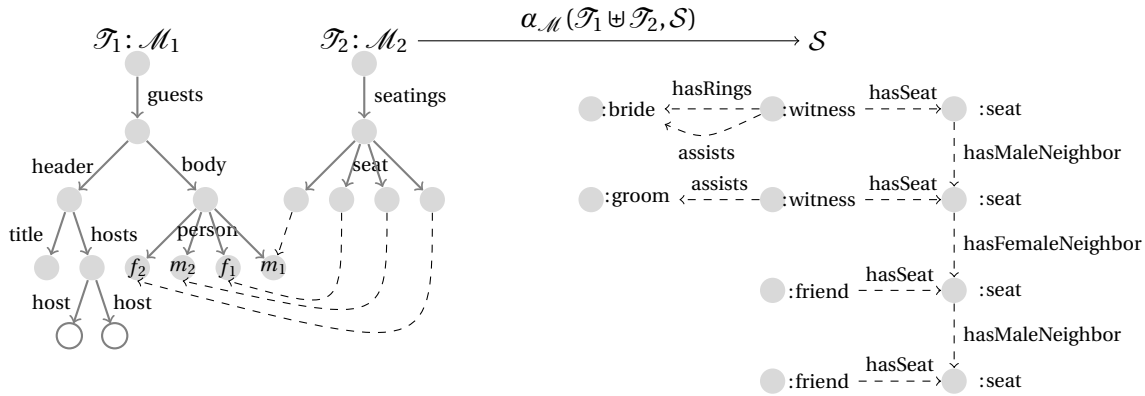 𝒯₁ : ℳ₁
𝒯₂ : ℳ₂
α_ℳ(𝒯₁ ⊎ 𝒯₂, 𝒮)
𝒮
guests
seatings
header
body
seat
title
hosts
person
f₂
m₂
f₁
m₁
host
host
:bride
hasRings
:witness
hasSeat
:seat
assists
hasMaleNeighbor
:groom
assists
:witness
hasSeat
:seat
hasFemaleNeighbor
:friend
hasSeat
:seat
hasMaleNeighbor
:friend
hasSeat
:seat